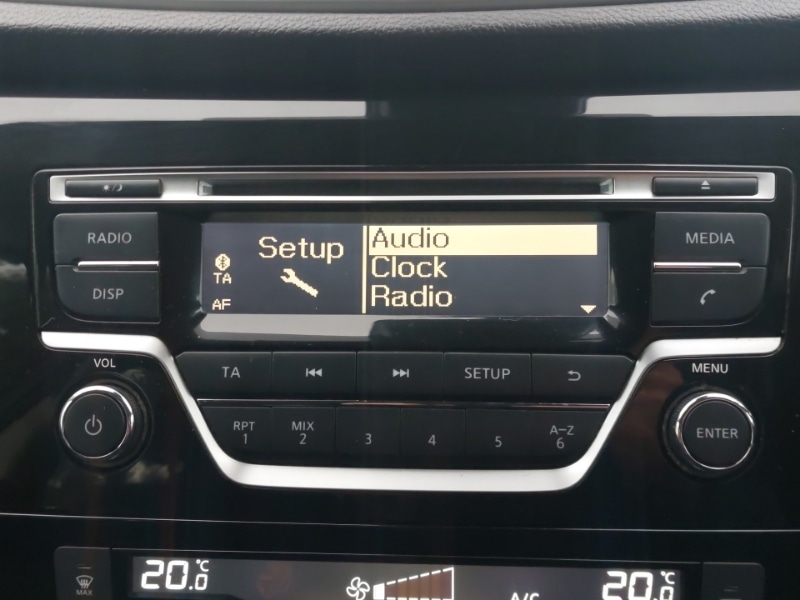 RADIO
MEDIA
DISP
Setup
TA
AF
Audio
Clock
Radio
VOL
MENU
TA
SETUP
RPT
1
MIX
2
3
4
5
A-Z
6
ENTER
MAX
20.0
°C
A/C
20.0
°C